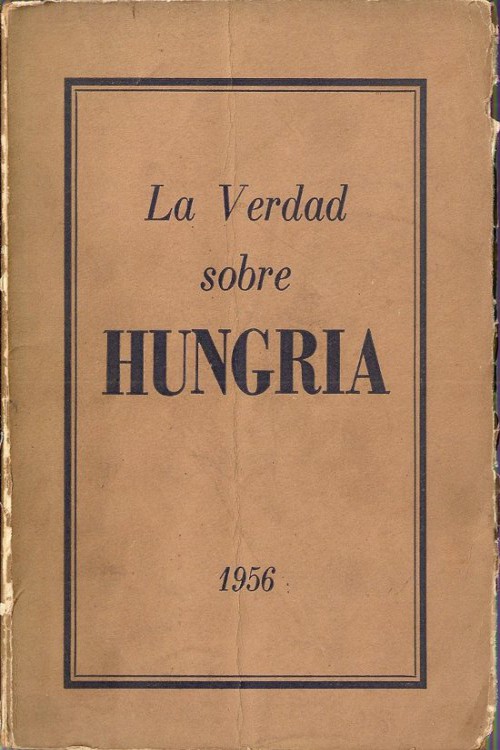 La Verdad
sobre
HUNGRIA
1956